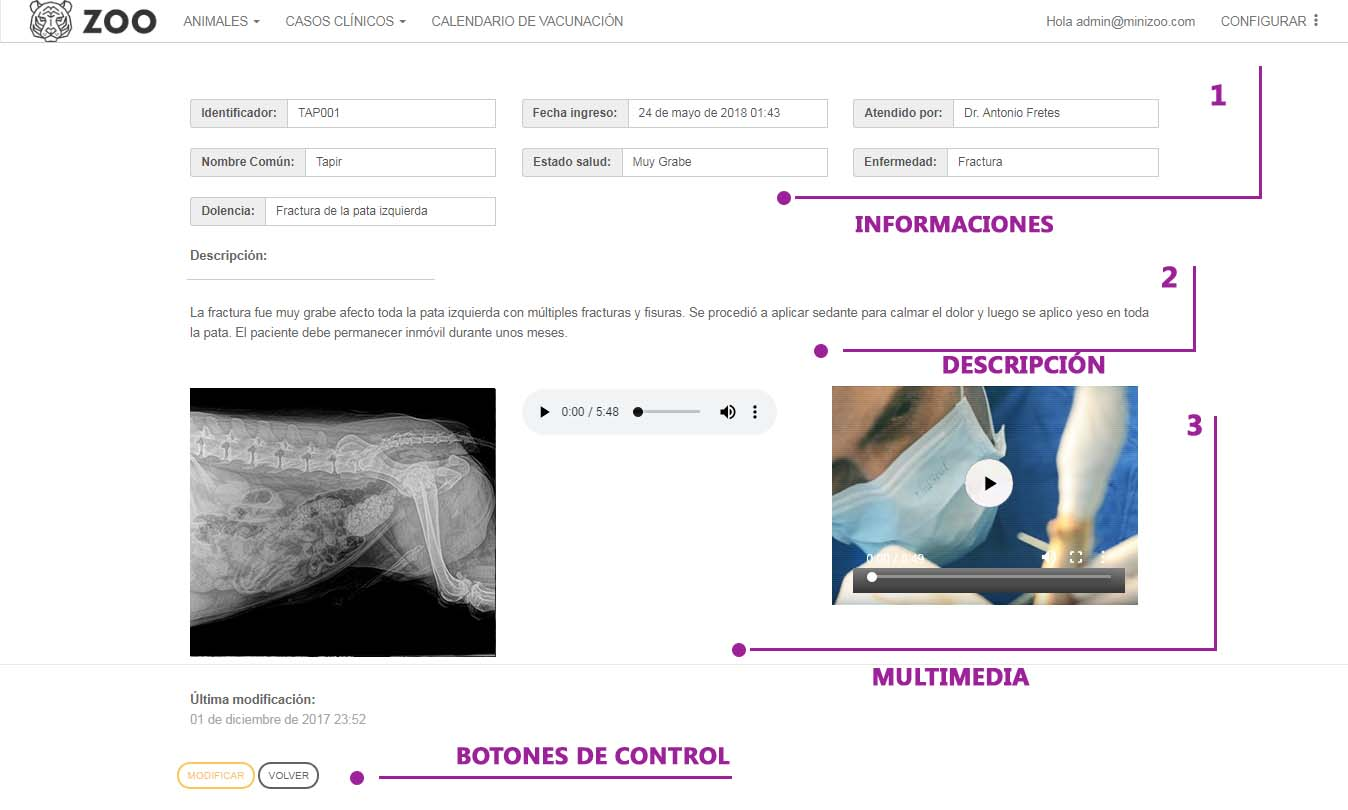 ZOO ANIMALES CASOS CLÍNICOS CALENDARIO DE VACUNACIÓN Hola admin@minizoo.com CONFIGURAR
1
Identificador: TAP001 Fecha ingreso: 24 de mayo de 2018 01:43 Atendido por: Dr. Antonio Fretes
Nombre Común: Tapir Estado salud: Muy Grabe Enfermedad: Fractura
Dolencia: Fractura de la pata izquierda
INFORMACIONES
Descripción:
2
La fractura fue muy grabe afecto toda la pata izquierda con múltiples fracturas y fisuras. Se procedió a aplicar sedante para calmar el dolor y luego se aplico yeso en toda
la pata. El paciente debe permanecer inmóvil durante unos meses.
DESCRIPCIÓN
0:00 / 5:48
3
MULTIMEDIA
Última modificación:
01 de diciembre de 2017 23:52
BOTONES DE CONTROL
MODIFICAR VOLVER